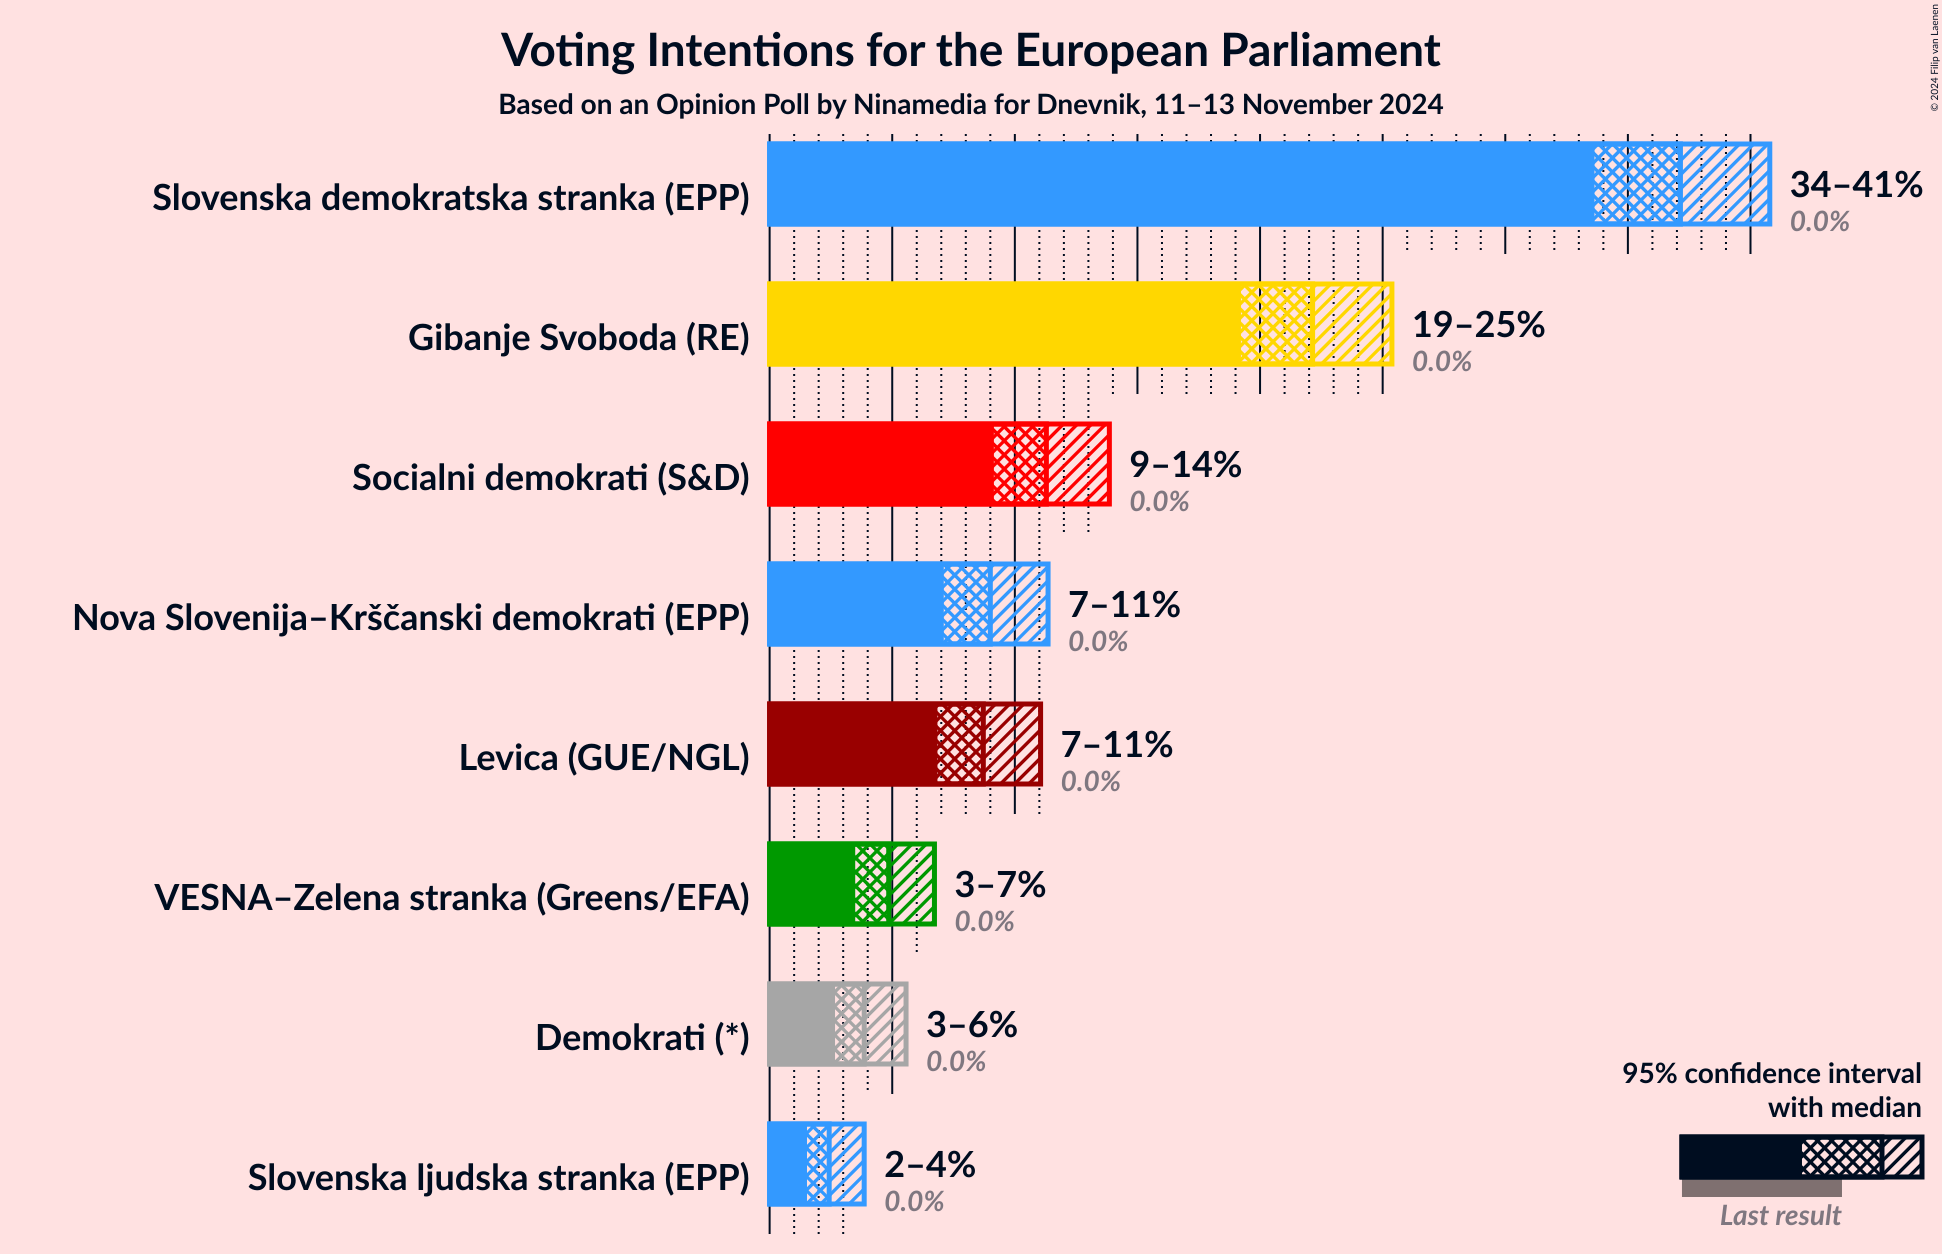 Voting Intentions for the European Parliament
Based on an Opinion Poll by Ninamedia for Dnevnik, 11–13 November 2024
© 2024 Filip van Laenen
Slovenska demokratska stranka (EPP)
34–41%
0.0%
Gibanje Svoboda (RE)
19–25%
0.0%
Socialni demokrati (S&D)
9–14%
0.0%
Nova Slovenija–Krščanski demokrati (EPP)
7–11%
0.0%
Levica (GUE/NGL)
7–11%
0.0%
VESNA–Zelena stranka (Greens/EFA)
3–7%
0.0%
Demokrati (*)
3–6%
0.0%
Slovenska ljudska stranka (EPP)
2–4%
0.0%
95% confidence interval
with median
Last result